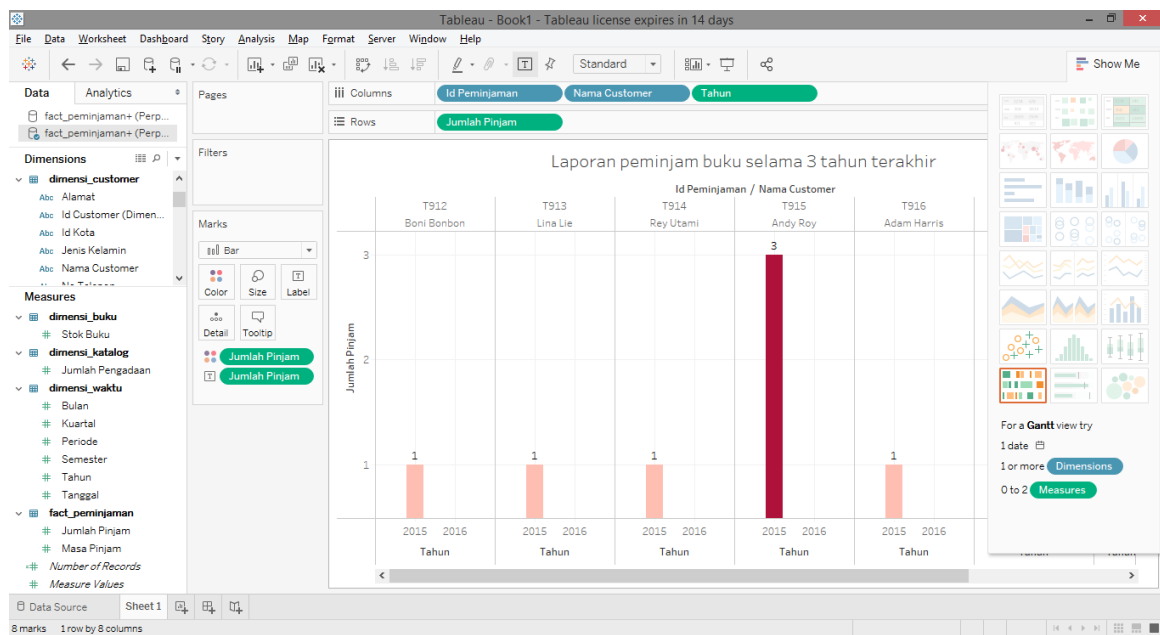 Tableau - Book1 - Tableau license expires in 14 days
File Data Worksheet Dashboard Story Analysis Map Format Server Window Help
Standard
Show Me
Data Analytics
fact_peminjaman+ (Perp...
fact_peminjaman+ (Perp...
Dimensions
dimensi_customer
Abc Alamat
Abc Id Customer (Dimen...
Abc Id Kota
Abc Jenis Kelamin
Abc Nama Customer
Measures
dimensi_buku
# Stok Buku
dimensi_katalog
# Jumlah Pengadaan
dimensi_waktu
# Bulan
# Kuartal
# Periode
# Semester
# Tahun
# Tanggal
fact_peminjaman
# Jumlah Pinjam
# Masa Pinjam
=# Number of Records
# Measure Values
Pages
Filters
Marks
Bar
Color Size Label
Detail Tooltip
Jumlah Pinjam
Jumlah Pinjam
Columns Id Peminjaman Nama Customer Tahun
Rows Jumlah Pinjam
Laporan peminjam buku selama 3 tahun terakhir
Id Peminjaman / Nama Customer
T912 T913 T914 T915 T916
Boni Bonbon Lina Lie Rey Utami Andy Roy Adam Harris
Jumlah Pinjam
3
2
1
1 1 1 3 1
2015 2016 2015 2016 2015 2016 2015 2016 2015 2016
Tahun Tahun Tahun Tahun Tahun
For a Gantt view try
1 date
1 or more Dimensions
0 to 2 Measures
Data Source Sheet 1
8 marks 1 row by 8 columns